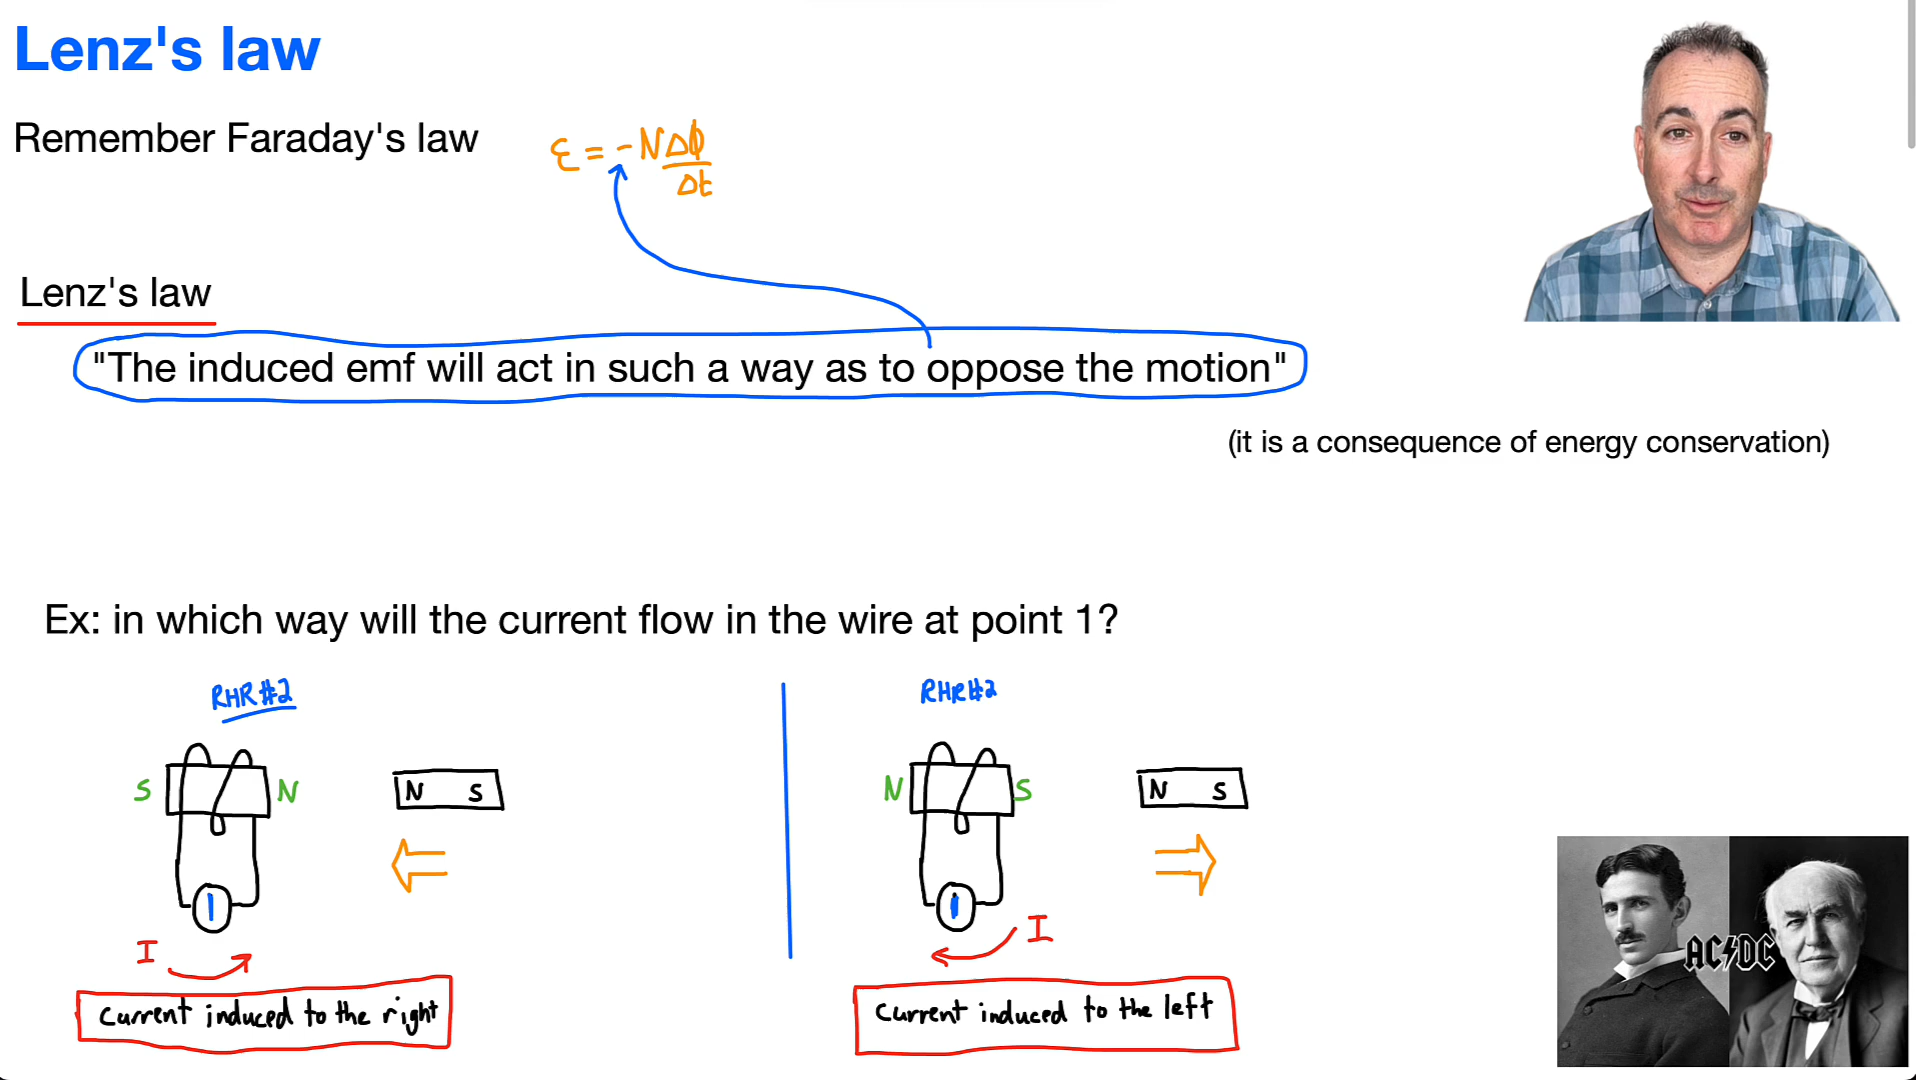 Lenz's law
Remember Faraday's law
ε = -NΔϕ
Δt
Lenz's law
"The induced emf will act in such a way as to oppose the motion"
(it is a consequence of energy conservation)
Ex: in which way will the current flow in the wire at point 1?
RHR#2
S N N S
1
I
Current induced to the right
RHR#2
N S N S
1
I
Current induced to the left
AC⚡DC